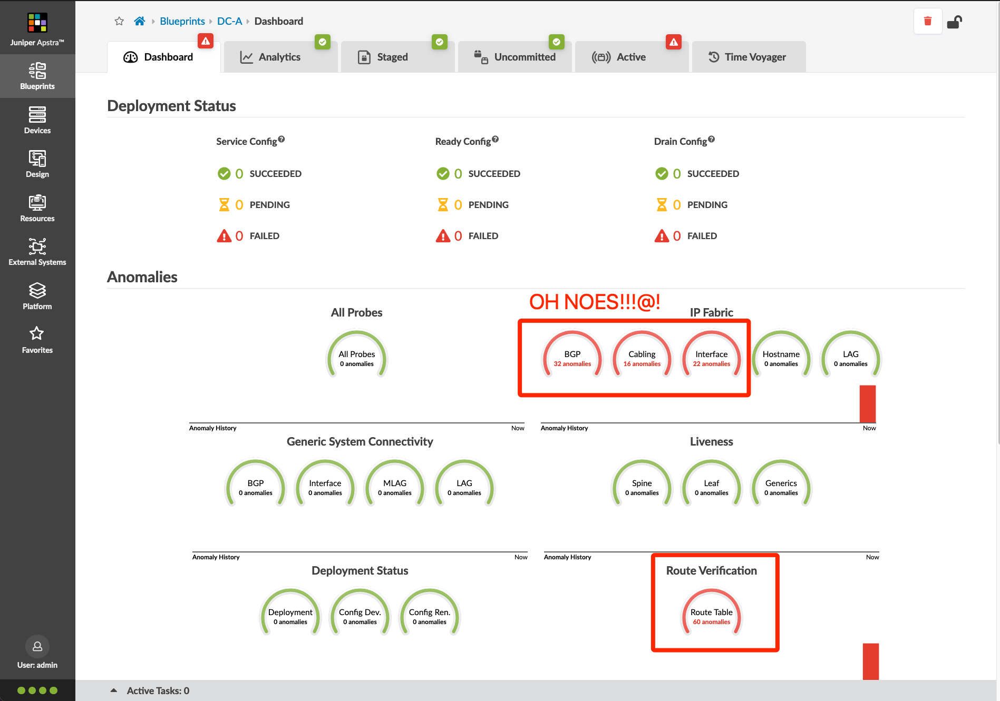 Juniper Apstra™
Blueprints
Devices
Design
Resources
External Systems
Platform
Favorites
User: admin
Blueprints
DC-A
Dashboard
Dashboard
Analytics
Staged
Uncommitted
Active
Time Voyager
Deployment Status
Service Config
Ready Config
Drain Config
0 SUCCEEDED
0 SUCCEEDED
0 SUCCEEDED
0 PENDING
0 PENDING
0 PENDING
0 FAILED
0 FAILED
0 FAILED
Anomalies
OH NOES!!!@!
All Probes
All Probes
0 anomalies
Anomaly History
Now
IP Fabric
BGP
32 anomalies
Cabling
16 anomalies
Interface
22 anomalies
Hostname
0 anomalies
LAG
0 anomalies
Anomaly History
Now
Generic System Connectivity
BGP
0 anomalies
Interface
0 anomalies
MLAG
0 anomalies
LAG
0 anomalies
Anomaly History
Now
Liveness
Spine
0 anomalies
Leaf
0 anomalies
Generics
0 anomalies
Anomaly History
Now
Deployment Status
Deployment
0 anomalies
Config Dev.
0 anomalies
Config Ren.
0 anomalies
Route Verification
Route Table
60 anomalies
Active Tasks: 0